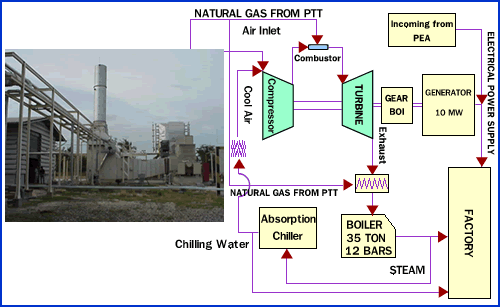 NATURAL GAS FROM PTT
Air Inlet
Combustor
Incoming from
PEA
ELECTRICAL POWER SUPPLY
Cool Air
Compressor
TURBINE
GEAR
BOI
GENERATOR
10 MW
Exhaust
NATURAL GAS FROM PTT
Absorption
Chiller
BOILER
35 TON
12 BARS
FACTORY
Chilling Water
STEAM